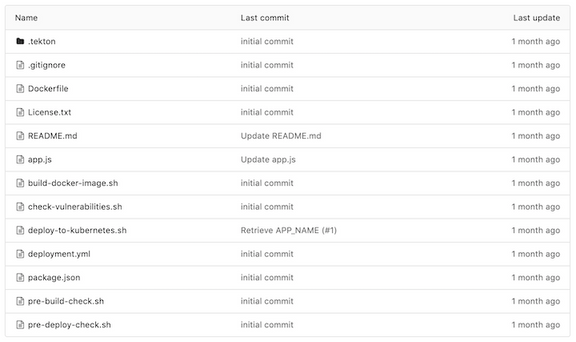 Name Last commit Last update
.tekton initial commit 1 month ago
.gitignore initial commit 1 month ago
Dockerfile initial commit 1 month ago
License.txt initial commit 1 month ago
README.md Update README.md 1 month ago
app.js Update app.js 1 month ago
build-docker-image.sh initial commit 1 month ago
check-vulnerabilities.sh initial commit 1 month ago
deploy-to-kubernetes.sh Retrieve APP_NAME (#1) 1 month ago
deployment.yml initial commit 1 month ago
package.json initial commit 1 month ago
pre-build-check.sh initial commit 1 month ago
pre-deploy-check.sh initial commit 1 month ago